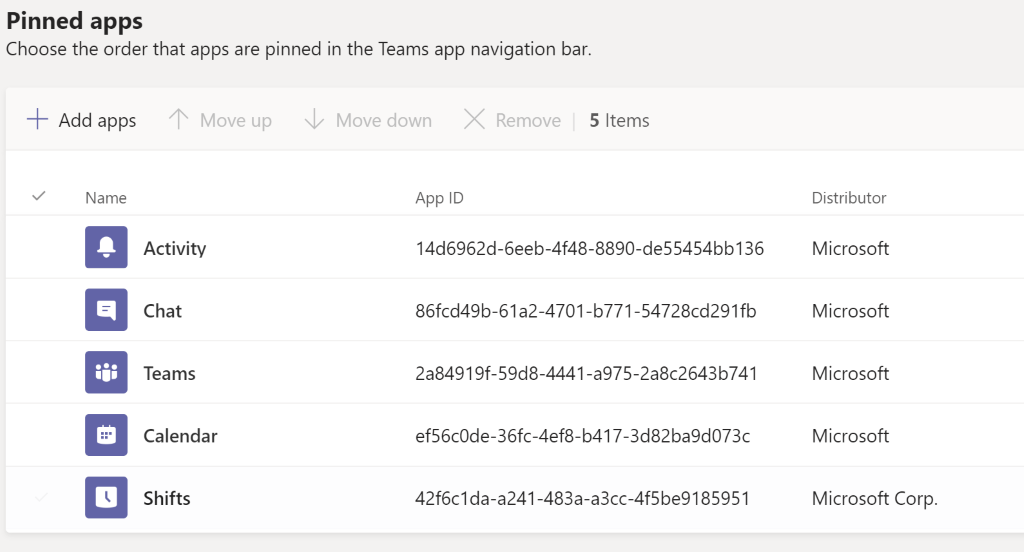 Pinned apps
Choose the order that apps are pinned in the Teams app navigation bar.
Add apps Move up Move down Remove | 5 Items
Name App ID Distributor
Activity 14d6962d-6eeb-4f48-8890-de55454bb136 Microsoft
Chat 86fcd49b-61a2-4701-b771-54728cd291fb Microsoft
Teams 2a84919f-59d8-4441-a975-2a8c2643b741 Microsoft
Calendar ef56c0de-36fc-4ef8-b417-3d82ba9d073c Microsoft
Shifts 42f6c1da-a241-483a-a3cc-4f5be9185951 Microsoft Corp.